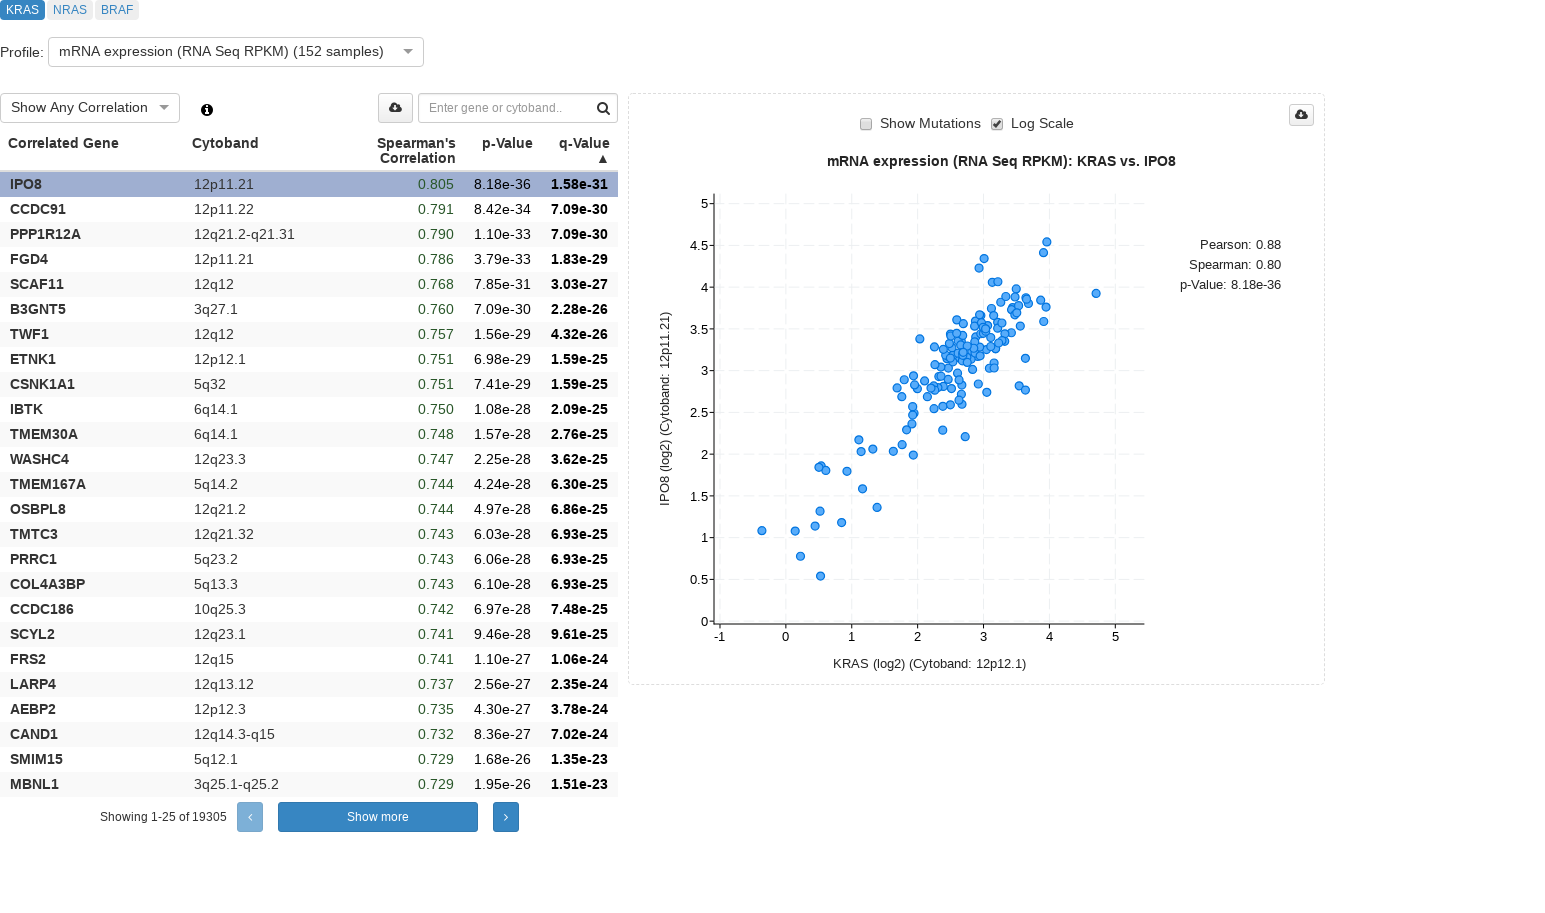 KRAS NRAS BRAF
Profile: mRNA expression (RNA Seq RPKM) (152 samples)
Show Any Correlation
Enter gene or cytoband..
Correlated Gene Cytoband Spearman's Correlation p-Value q-Value ▲
IPO8 12p11.21 0.805 8.18e-36 1.58e-31
CCDC91 12p11.22 0.791 8.42e-34 7.09e-30
PPP1R12A 12q21.2-q21.31 0.790 1.10e-33 7.09e-30
FGD4 12p11.21 0.786 3.79e-33 1.83e-29
SCAF11 12q12 0.768 7.85e-31 3.03e-27
B3GNT5 3q27.1 0.760 7.09e-30 2.28e-26
TWF1 12q12 0.757 1.56e-29 4.32e-26
ETNK1 12p12.1 0.751 6.98e-29 1.59e-25
CSNK1A1 5q32 0.751 7.41e-29 1.59e-25
IBTK 6q14.1 0.750 1.08e-28 2.09e-25
TMEM30A 6q14.1 0.748 1.57e-28 2.76e-25
WASHC4 12q23.3 0.747 2.25e-28 3.62e-25
TMEM167A 5q14.2 0.744 4.24e-28 6.30e-25
OSBPL8 12q21.2 0.744 4.97e-28 6.86e-25
TMTC3 12q21.32 0.743 6.03e-28 6.93e-25
PRRC1 5q23.2 0.743 6.06e-28 6.93e-25
COL4A3BP 5q13.3 0.743 6.10e-28 6.93e-25
CCDC186 10q25.3 0.742 6.97e-28 7.48e-25
SCYL2 12q23.1 0.741 9.46e-28 9.61e-25
FRS2 12q15 0.741 1.10e-27 1.06e-24
LARP4 12q13.12 0.737 2.56e-27 2.35e-24
AEBP2 12p12.3 0.735 4.30e-27 3.78e-24
CAND1 12q14.3-q15 0.732 8.36e-27 7.02e-24
SMIM15 5q12.1 0.729 1.68e-26 1.35e-23
MBNL1 3q25.1-q25.2 0.729 1.95e-26 1.51e-23
Showing 1-25 of 19305 Show more
Show Mutations Log Scale
mRNA expression (RNA Seq RPKM): KRAS vs. IPO8
Pearson: 0.88
Spearman: 0.80
p-Value: 8.18e-36
IPO8 (log2) (Cytoband: 12p11.21)
5
4.5
4
3.5
3
2.5
2
1.5
1
0.5
0
-1 0 1 2 3 4 5
KRAS (log2) (Cytoband: 12p12.1)